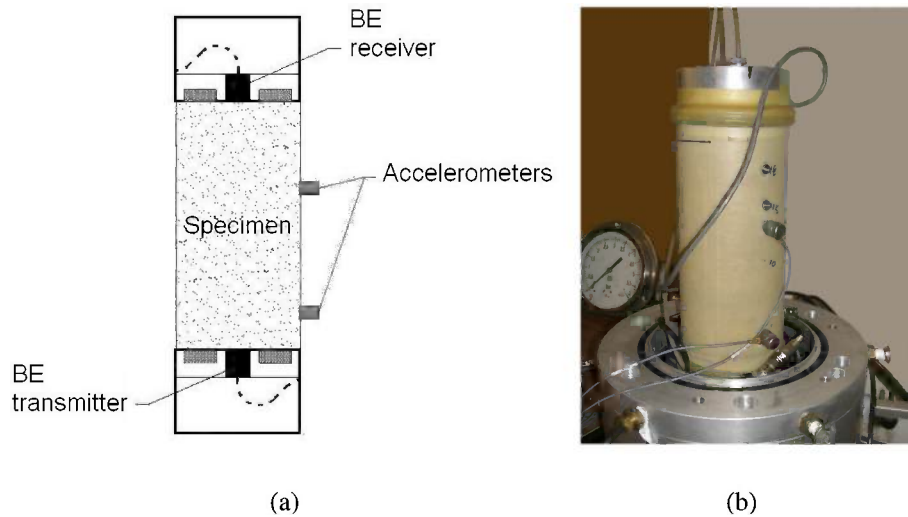 BE
receiver
Accelerometers
Specimen
BE
transmitter
(a)
(b)